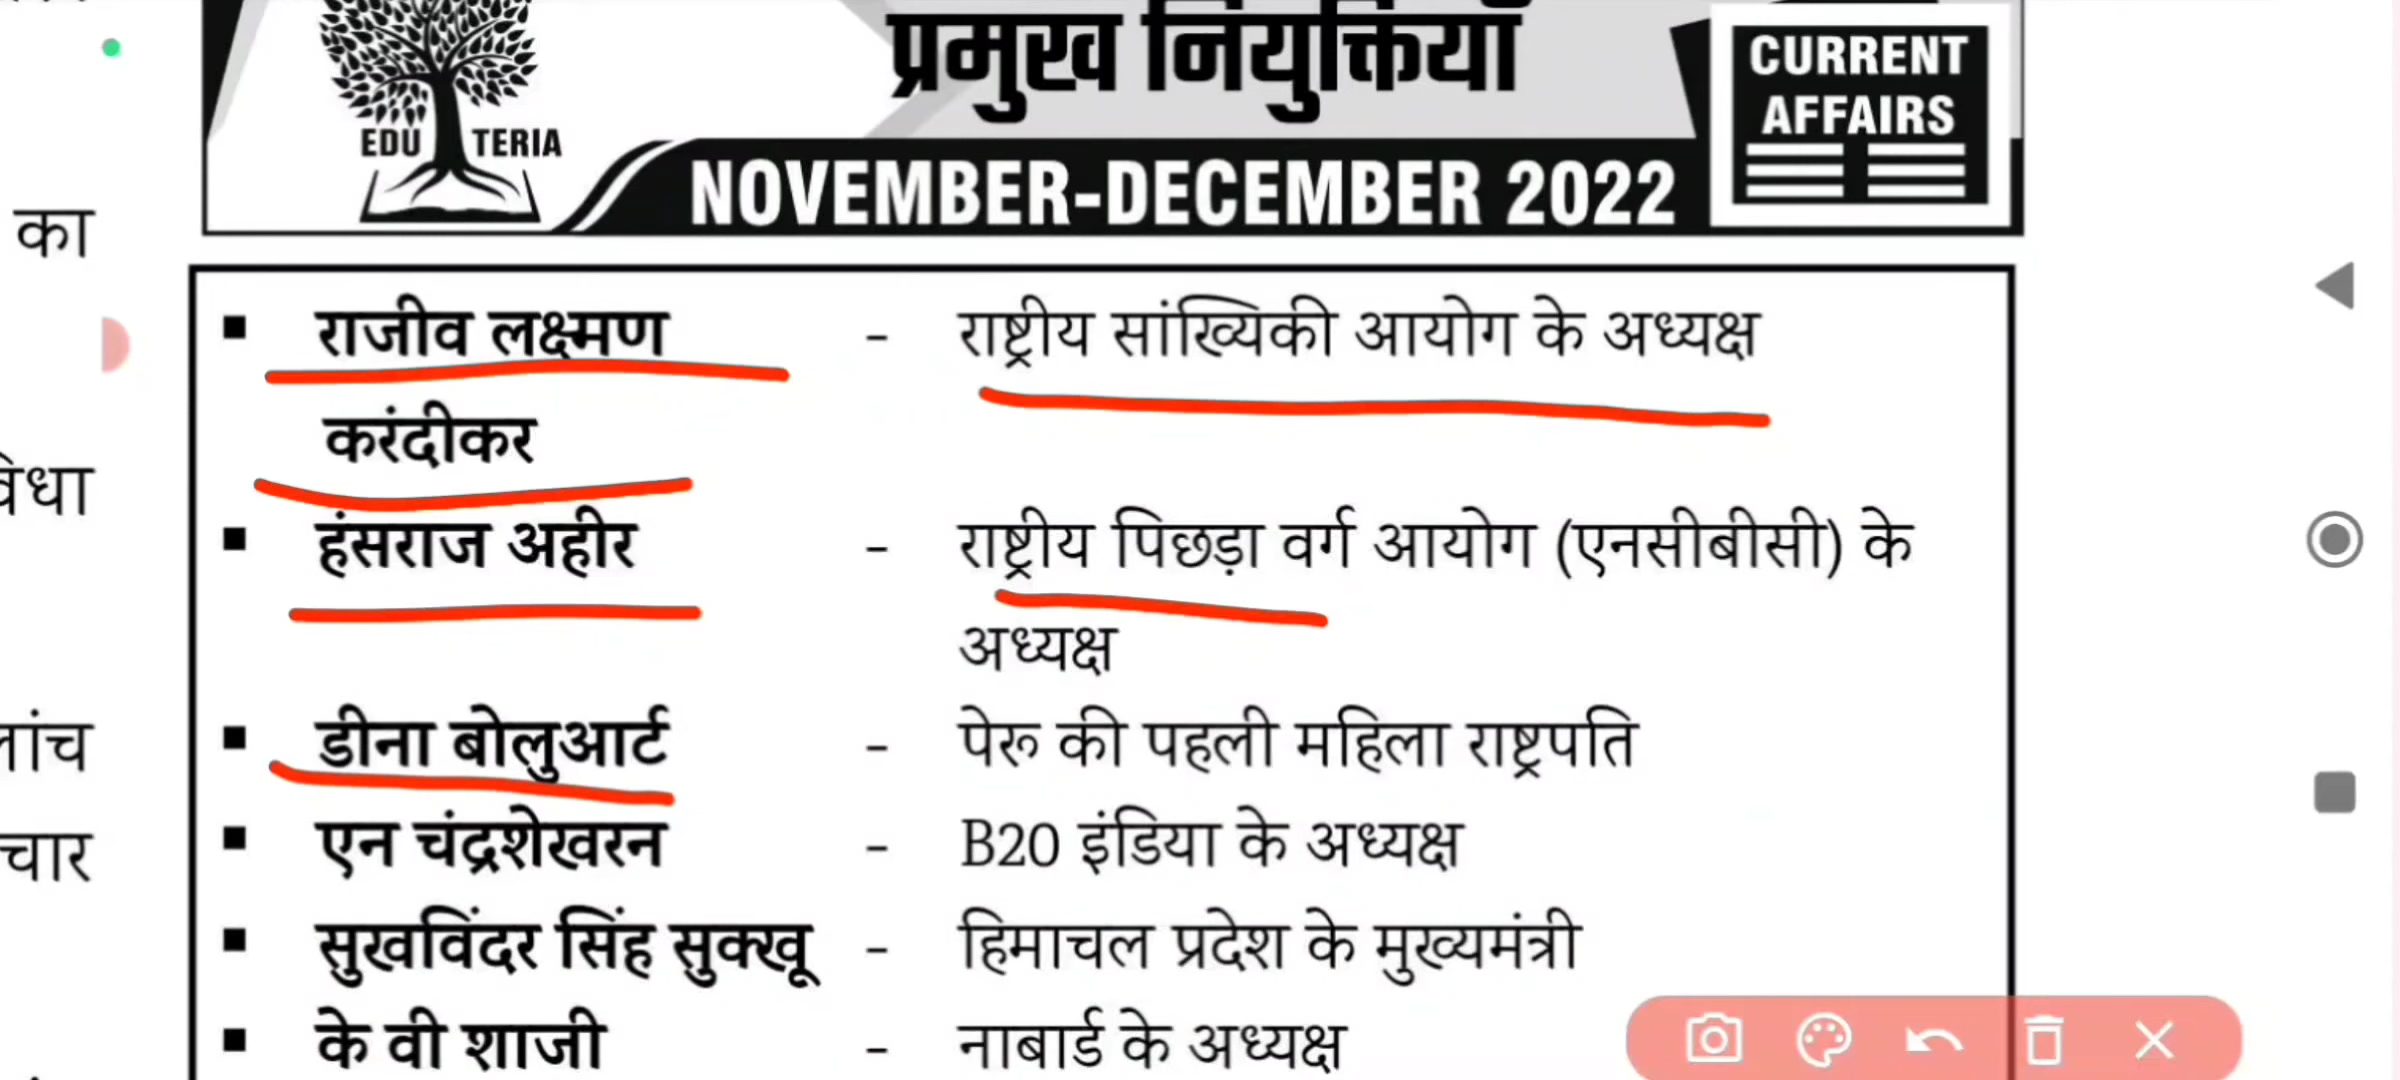 प्रमुख नियुक्तियाँ
CURRENT
AFFAIRS
EDU TERIA
NOVEMBER-DECEMBER 2022
का
राजीव लक्ष्मण - राष्ट्रीय सांख्यिकी आयोग के अध्यक्ष
करंदीकर
हंसराज अहीर - राष्ट्रीय पिछड़ा वर्ग आयोग (एनसीबीसी) के
अध्यक्ष
डीना बोलुआर्ट - पेरू की पहली महिला राष्ट्रपति
एन चंद्रशेखरन - B20 इंडिया के अध्यक्ष
चार
सुखविंदर सिंह सुक्खू - हिमाचल प्रदेश के मुख्यमंत्री
के वी शाजी - नाबार्ड के अध्यक्ष